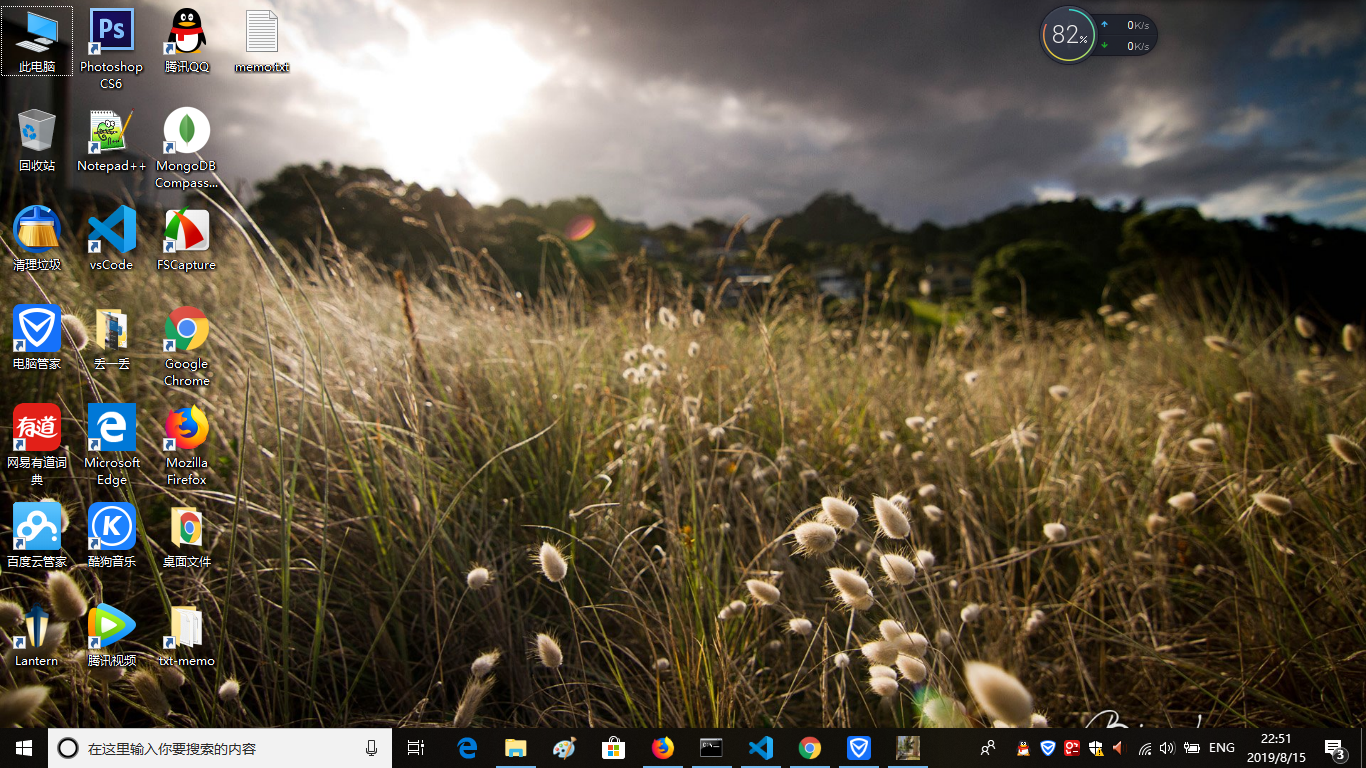 此电脑
Ps
Photoshop
CS6
腾讯QQ
memo.txt
82%
0K/s
0K/s
回收站
Notepad++
MongoDB
Compass...
清理垃圾
vsCode
FSCapture
电脑管家
丢一丢
Google
Chrome
有道
网易有道词
典
Microsoft
Edge
Mozilla
Firefox
百度云管家
K
酷狗音乐
桌面文件
Lantern
腾讯视频
txt-memo
在这里输入你要搜索的内容
ENG
22:51
2019/8/15
3